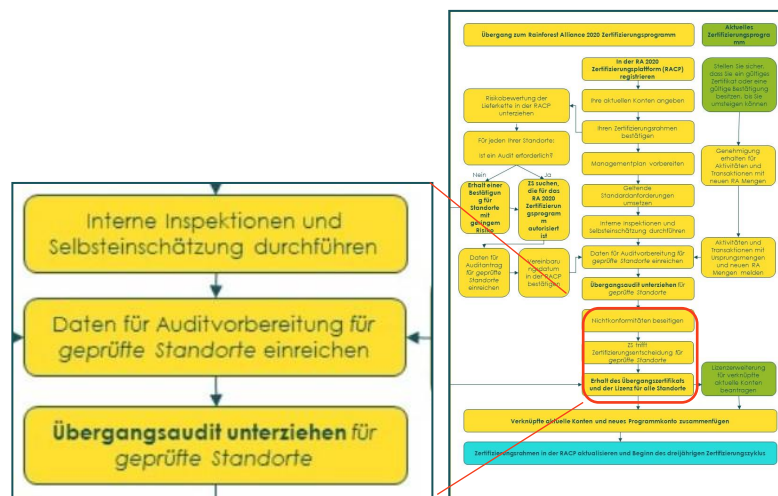 Interne Inspektionen und
Selbsteinschätzung durchführen
Daten für Auditvorbereitung für
geprüfte Standorte einreichen
Übergangsaudit unterziehen für
geprüfte Standorte
Übergang zum Rainforest Alliance 2020 Zertifizierungsprogramm
Aktuelles
Zertifizierungsprogra
mm
In der RA 2020
Zertifizierungsplattform (RACP)
registrieren
Stellen Sie sicher,
dass Sie ein gültiges
Zertifikat oder eine
gültige Bestätigung
besitzen, bis Sie
umsteigen können
Risikobewertung der
Lieferkette in der RACP
unterziehen
Ihre aktuellen Konten angeben
Ihren Zertifizierungsrahmen
bestätigen
Für jeden Ihrer Standorte:
Ist ein Audit erforderlich?
Managementplan vorbereiten
Genehmigung
erhalten für
Aktivitäten und
Transaktionen mit
neuen RA Mengen
Nein
Ja
Erhalt einer
Bestätigun
g für
Standorte
mit
geringem
Risiko
ZS suchen,
die für das
RA 2020
Zertifizierun
gsprogram
m
autorisiert
ist
Geltende
Standardanforderungen
umsetzen
Interne Inspektionen und
Selbsteinschätzung durchführen
Daten für
Auditantrag für
geprüfte Standorte
einreichen
Vereinbaru
ngsdatum
in der RACP
bestätigen
Daten für Auditvorbereitung für
geprüfte Standorte einreichen
Aktivitäten und
Transaktionen mit
Ursprungsmengen
und neuen RA
Mengen melden
Übergangsaudit unterziehen für
geprüfte Standorte
Nichtkonformitäten beseitigen
ZS trifft
Zertifizierungsentscheidung für
geprüfte Standorte
Erhalt des Übergangszertifikats
und der Lizenz für alle Standorte
Lizenzerweiterung
für verknüpfte
aktuelle Konten
beantragen
Verknüpfte aktuelle Konten und neues Programmkonto zusammenfügen
Zertifizierungsrahmen in der RACP aktualisieren und Beginn des dreijährigen Zertifizierungszyklus